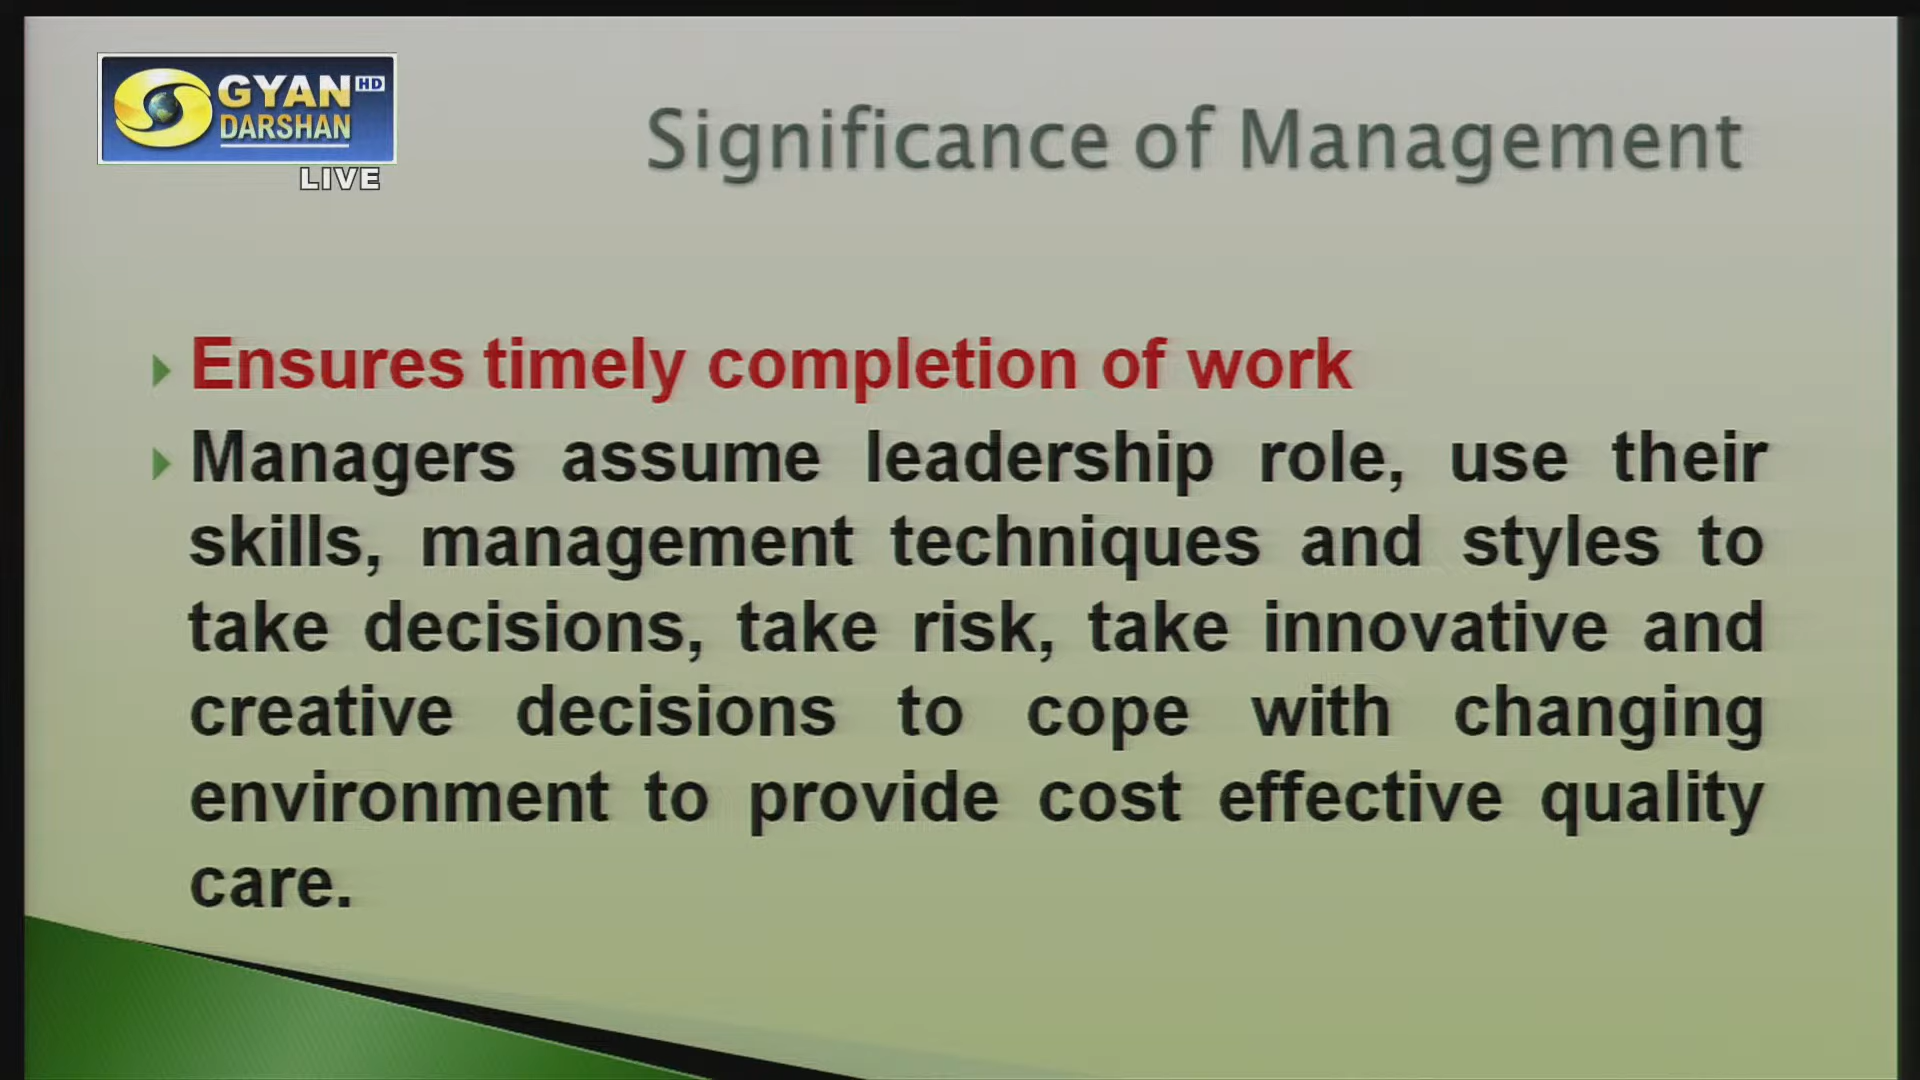 GYAN HD
DARSHAN
LIVE
Significance of Management
Ensures timely completion of work
Managers assume leadership role, use their
skills, management techniques and styles to
take decisions, take risk, take innovative and
creative decisions to cope with changing
environment to provide cost effective quality
care.